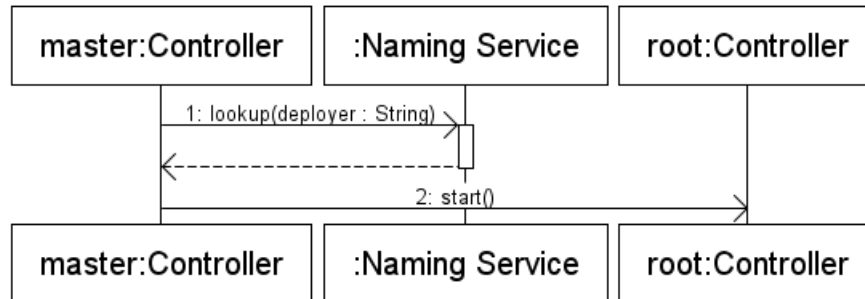 master:Controller
:Naming Service
root:Controller
1: lookup(deployer : String)
2: start()
master:Controller
:Naming Service
root:Controller